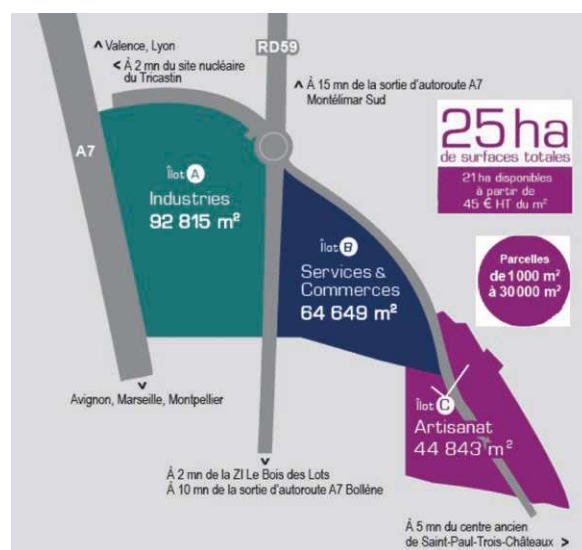 ^ Valence, Lyon
< À 2 mn du site nucléaire
du Tricastin
RD59
^ À 15 mn de la sortie d'autoroute A7
Montélimar Sud
A7
25 ha
de surfaces totales
21 ha disponibles
à partir de
45 € HT du m²
Îlot A
Industries
92 815 m²
Îlot B
Services &
Commerces
64 649 m²
Parcelles
de 1 000 m²
à 30 000 m²
Avignon, Marseille, Montpellier
Îlot C
Artisanat
44 843 m²
À 2 mn de la ZI Le Bois des Lots
À 10 mn de la sortie d'autoroute A7 Bollène
À 5 mn du centre ancien
de Saint-Paul-Trois-Châteaux >